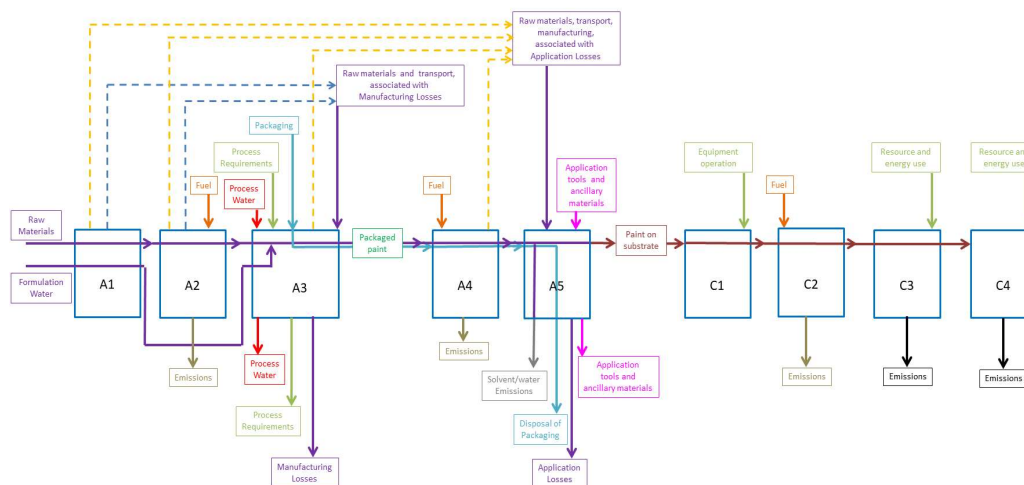 Raw materials, transport,
manufacturing,
associated with
Application Losses
Raw materials and transport,
associated with
Manufacturing Losses
Packaging
Process
Requirements
Equipment
operation
Resource and
energy use
Resource an
energy use
Application
tools and
ancillary
materials
Fuel
Process
Water
Fuel
Fuel
Raw
Materials
Packaged
paint
Paint on
substrate
Formulation
Water
A1
A2
A3
A4
A5
C1
C2
C3
C4
Emissions
Process
Water
Emissions
Solvent/water
Emissions
Application
tools and
ancillary materials
Emissions
Emissions
Emissions
Process
Requirements
Disposal of
Packaging
Manufacturing
Losses
Application
Losses